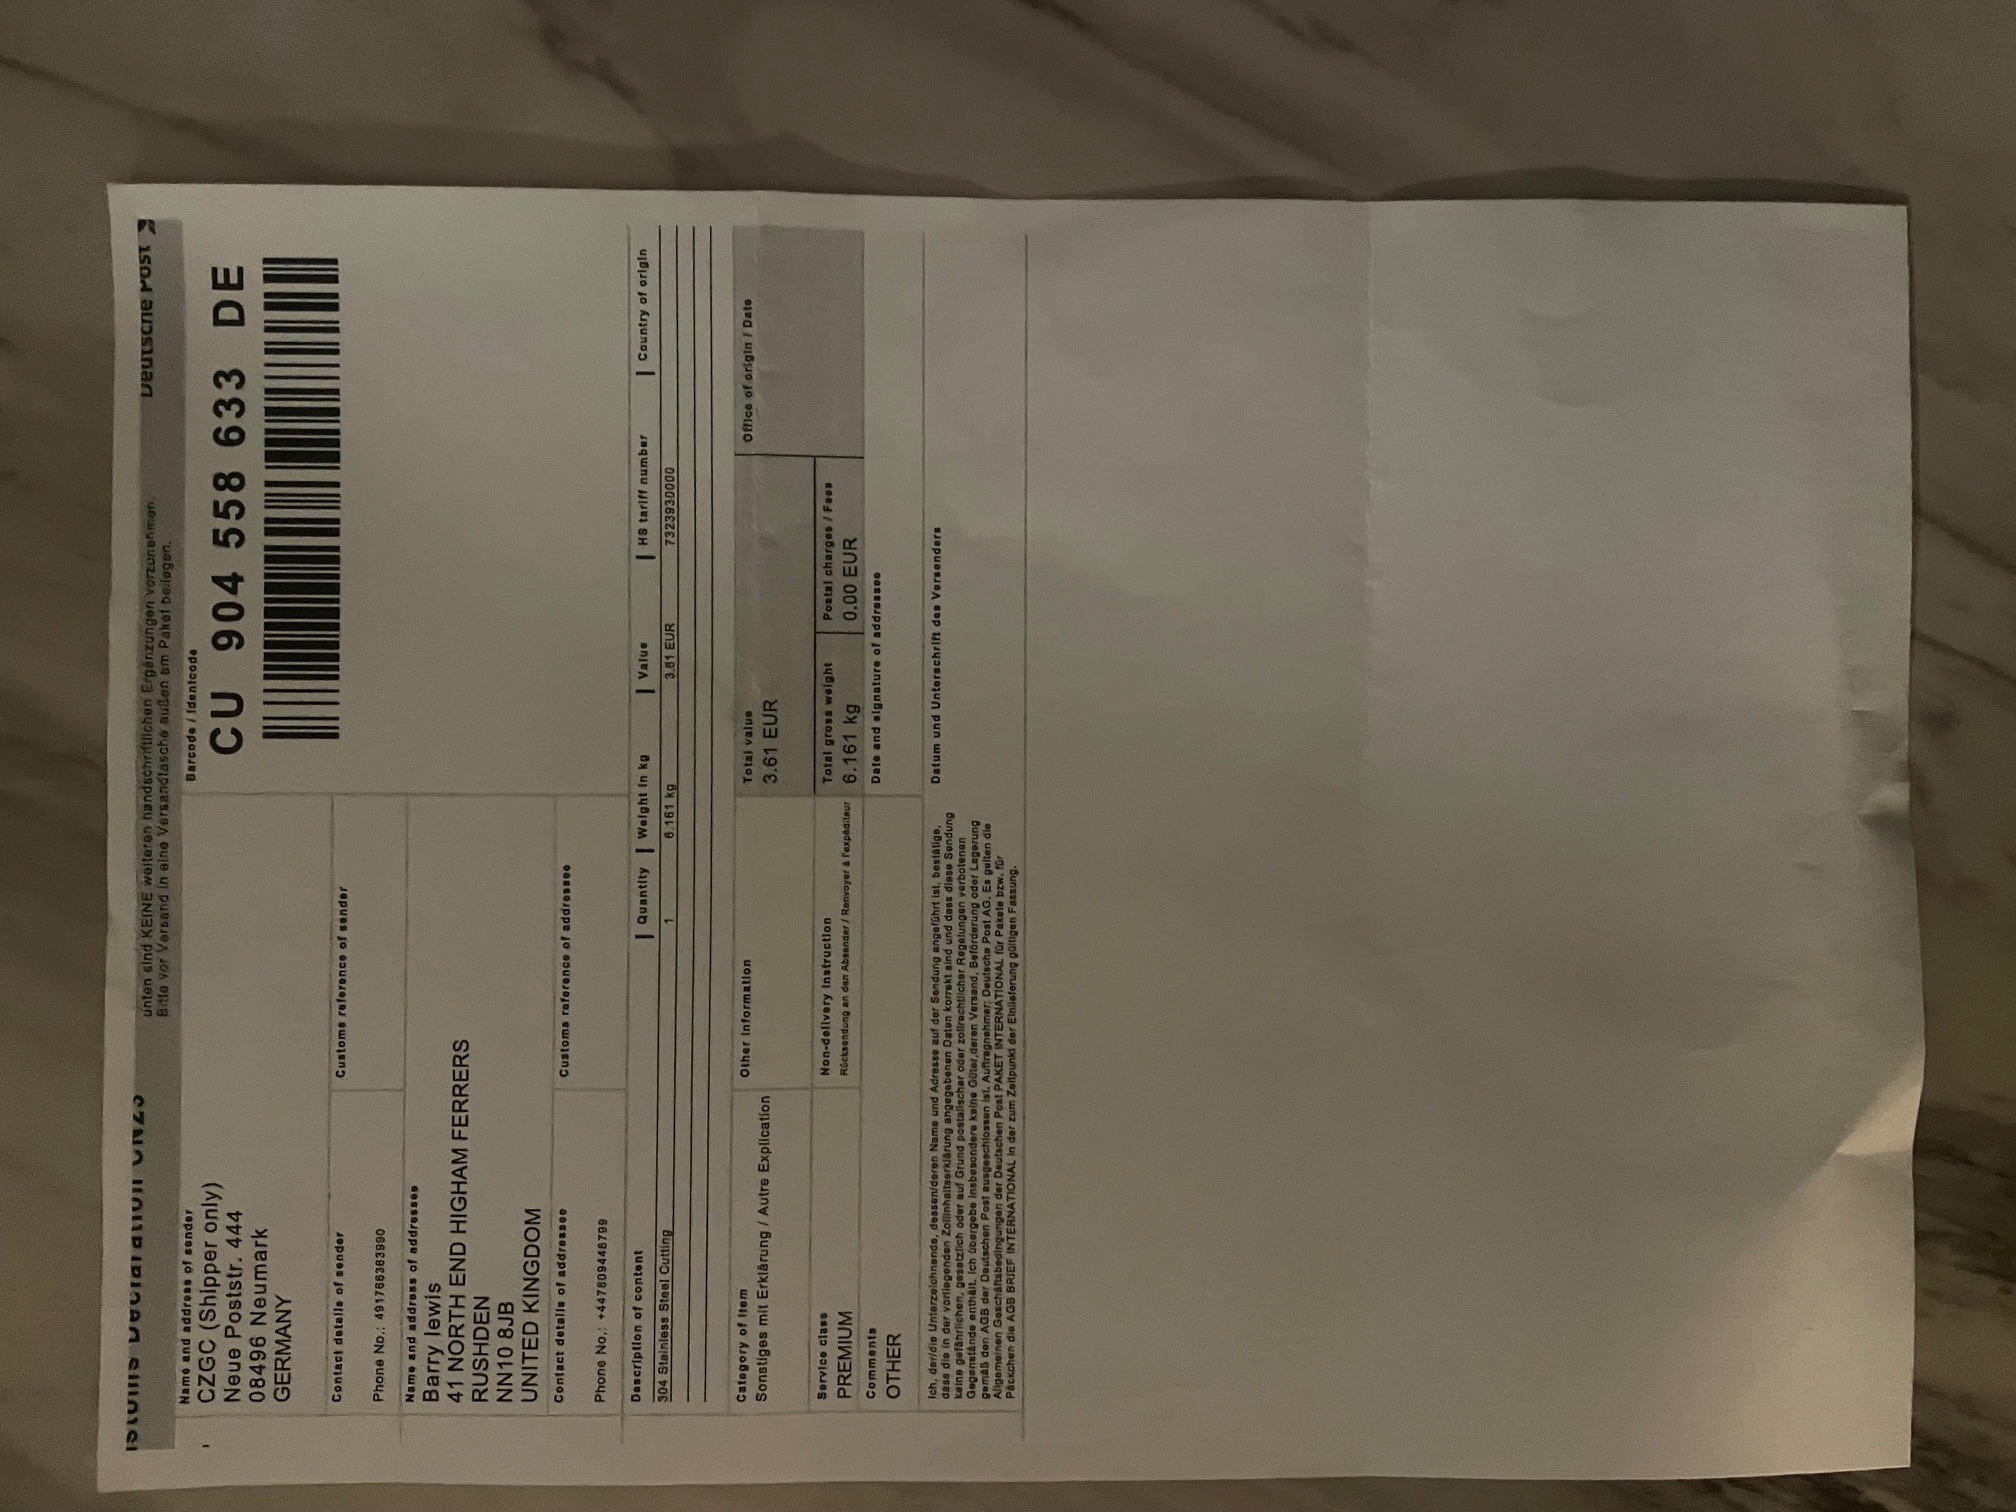 Declaration CN23
unten sind KEINE weiteren handschriftlichen Ergänzungen vorzunehmen.
Bitte vor Versand in eine Versandtasche außen am Paket beilegen.
Deutsche Post
Name and address of sender
CZGC (Shipper only)
Neue Poststr. 444
08496 Neumark
GERMANY
Barcode / Identcode
CU 904 558 633 DE
Contact details of sender
Customs reference of sender
Phone No.: 491766363990
Name and address of addressee
Barry lewis
41 NORTH END HIGHAM FERRERS
RUSHDEN
NN10 8JB
UNITED KINGDOM
Contact details of addressee
Customs reference of addressee
Phone No.: +447809448799
Description of content | Quantity | Weight in kg | Value | HS tariff number | Country of origin
304 Stainless Steel Cutting 1 6.161 kg 3.61 EUR 7323930000
Category of item
Sonstiges mit Erklärung / Autre Explication
Other information
Total value
3.61 EUR
Office of origin / Date
Service class
PREMIUM
Non-delivery instruction
Rücksendung an den Absender / Renvoyer à l'expéditeur
Total gross weight
6.161 kg
Postal charges / Fees
0.00 EUR
Comments
OTHER
Date and signature of addressee
Ich, der/die Unterzeichnende, dessen/deren Name und Adresse auf der Sendung angeführt ist, bestätige,
dass die in der vorliegenden Zollinhaltserklärung angegebenen Daten korrekt sind und dass diese Sendung
keine gefährlichen, gesetzlich oder auf Grund postalischer oder zollrechtlicher Regelungen verbotenen
Gegenstände enthält. Ich übergebe insbesondere keine Güter,deren Versand, Beförderung oder Lagerung
gemäß den AGB der Deutschen Post ausgeschlossen ist. Auftragnehmer: Deutsche Post AG. Es gelten die
Allgemeinen Geschäftsbedingungen der Deutschen Post PAKET INTERNATIONAL für Pakete bzw. für
Päckchen die AGB BRIEF INTERNATIONAL in der zum Zeitpunkt der Einlieferung gültigen Fassung.
Datum und Unterschrift des Versenders